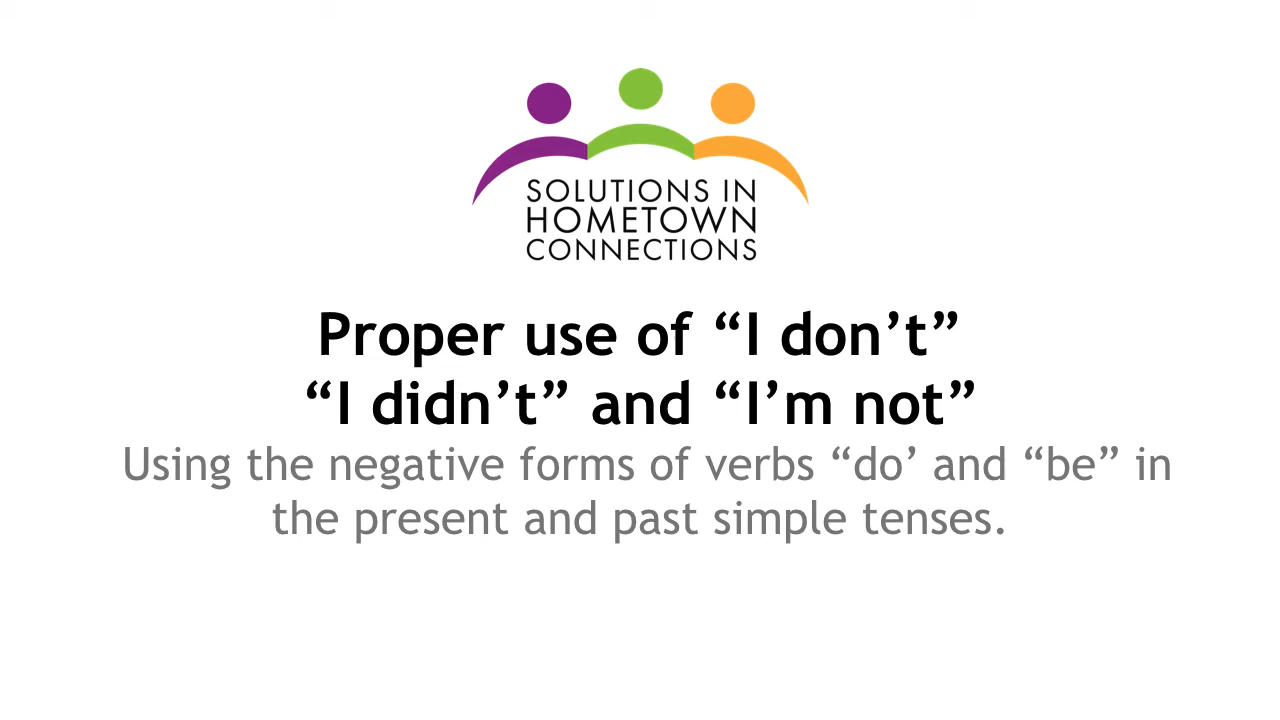 SOLUTIONS IN
HOMETOWN
CONNECTIONS
Proper use of “I don’t”
“I didn’t” and “I’m not”
Using the negative forms of verbs “do’ and “be” in
the present and past simple tenses.